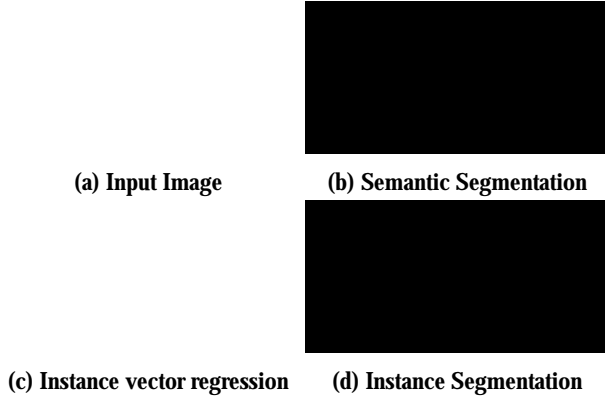 (a) Input Image
(b) Semantic Segmentation
(c) Instance vector regression
(d) Instance Segmentation